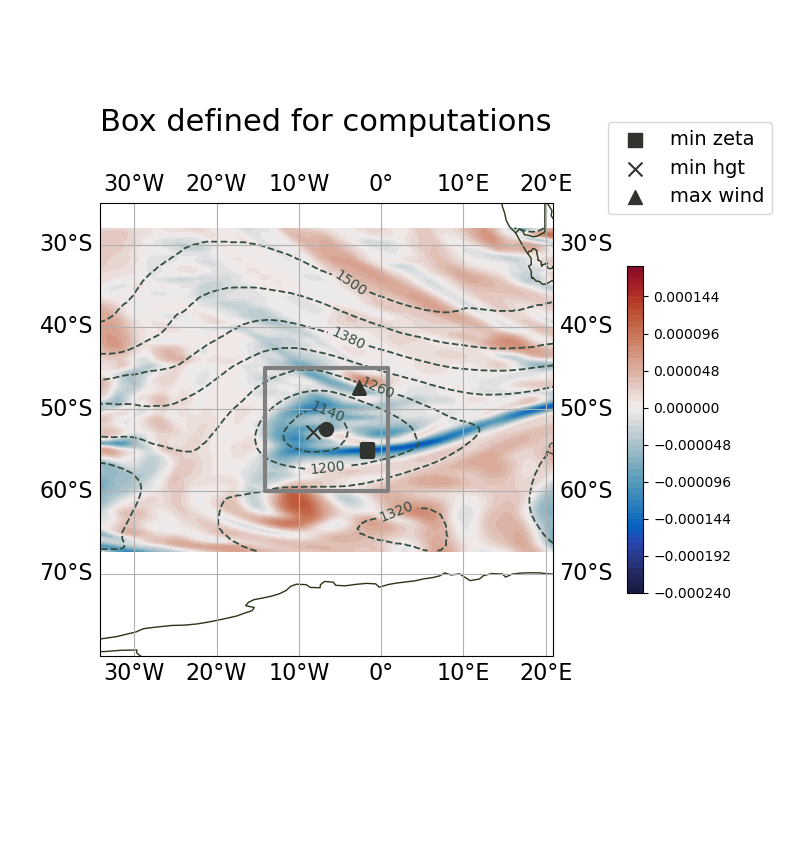 Box defined for computations
min zeta
min hgt
max wind
30°W 20°W 10°W 0° 10°E 20°E
30°S 30°S
40°S 40°S
50°S 50°S
60°S 60°S
70°S 70°S
30°W 20°W 10°W 0° 10°E 20°E
1500
1380
1260
1140
1200
1320
0.000144
0.000096
0.000048
0.000000
−0.000048
−0.000096
−0.000144
−0.000192
−0.000240